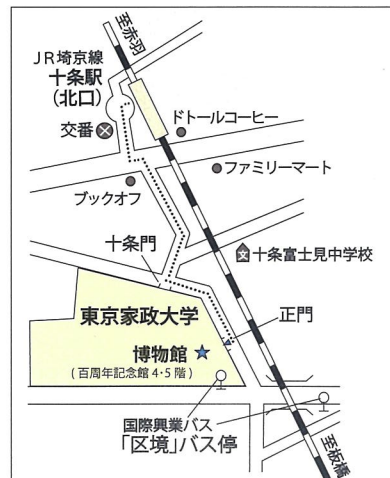 至赤羽
JR埼京線
十条駅
(北口)
交番
ドトールコーヒー
ファミリーマート
ブックオフ
十条門
文
十条富士見中学校
東京家政大学
正門
博物館
(百周年記念館4・5階)
国際興業バス
「区境」バス停
至板橋